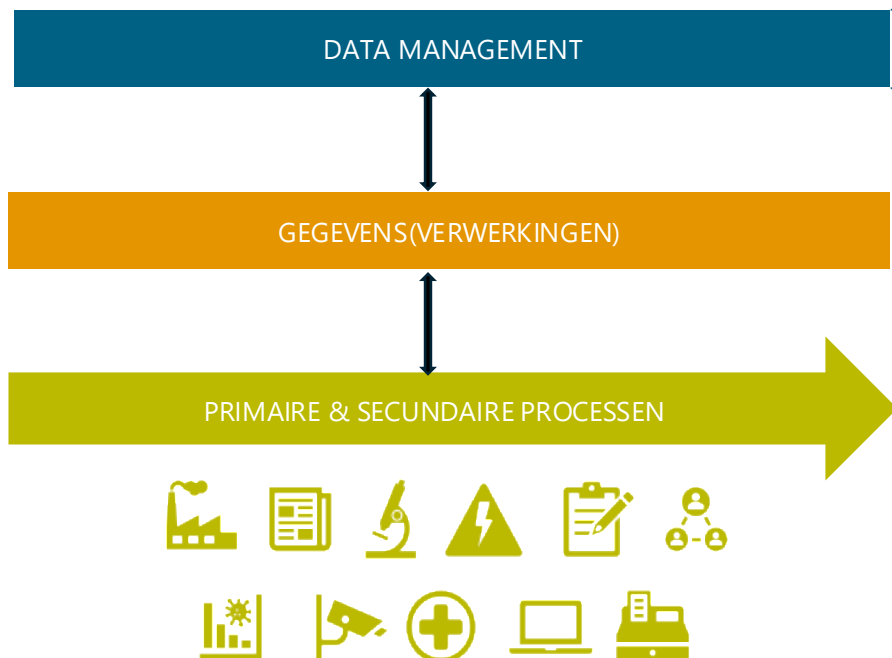 DATA MANAGEMENT
GEGEVENS(VERWERKINGEN)
PRIMAIRE & SECUNDAIRE PROCESSEN